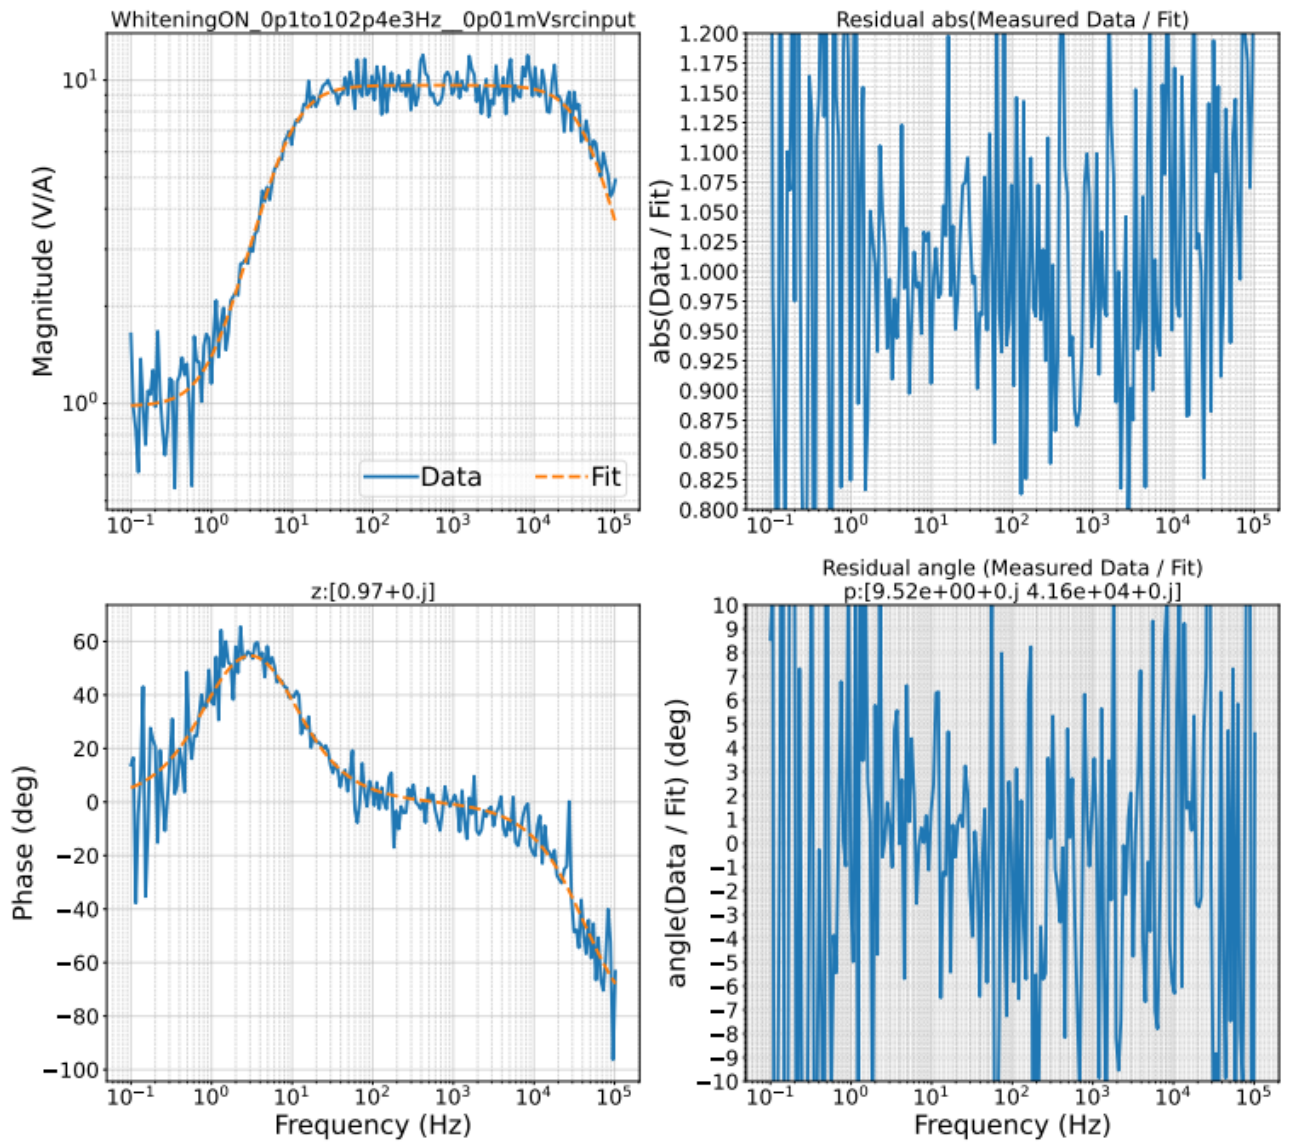 WhiteningON_0p1to102p4e3Hz__0p01mVsrcinput
Magnitude (V/A)
10¹
10⁰
Data
Fit
10⁻¹ 10⁰ 10¹ 10² 10³ 10⁴ 10⁵
Residual abs(Measured Data / Fit)
abs(Data / Fit)
1.200
1.175
1.150
1.125
1.100
1.075
1.050
1.025
1.000
0.975
0.950
0.925
0.900
0.875
0.850
0.825
0.800
10⁻¹ 10⁰ 10¹ 10² 10³ 10⁴ 10⁵
z:[0.97+0.j]
Phase (deg)
60
40
20
0
−20
−40
−60
−80
−100
10⁻¹ 10⁰ 10¹ 10² 10³ 10⁴ 10⁵
Frequency (Hz)
Residual angle (Measured Data / Fit)
p:[9.52e+00+0.j 4.16e+04+0.j]
angle(Data / Fit) (deg)
10
9
8
7
6
5
4
3
2
1
0
−1
−2
−3
−4
−5
−6
−7
−8
−9
−10
10⁻¹ 10⁰ 10¹ 10² 10³ 10⁴ 10⁵
Frequency (Hz)